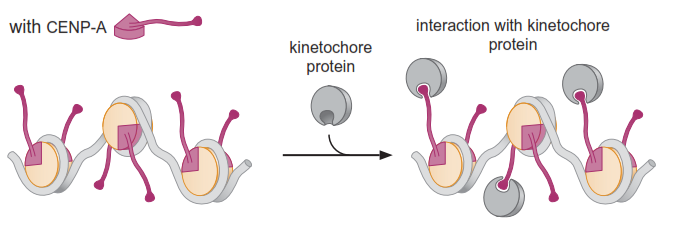 with CENP-A
kinetochore
protein
interaction with kinetochore
protein